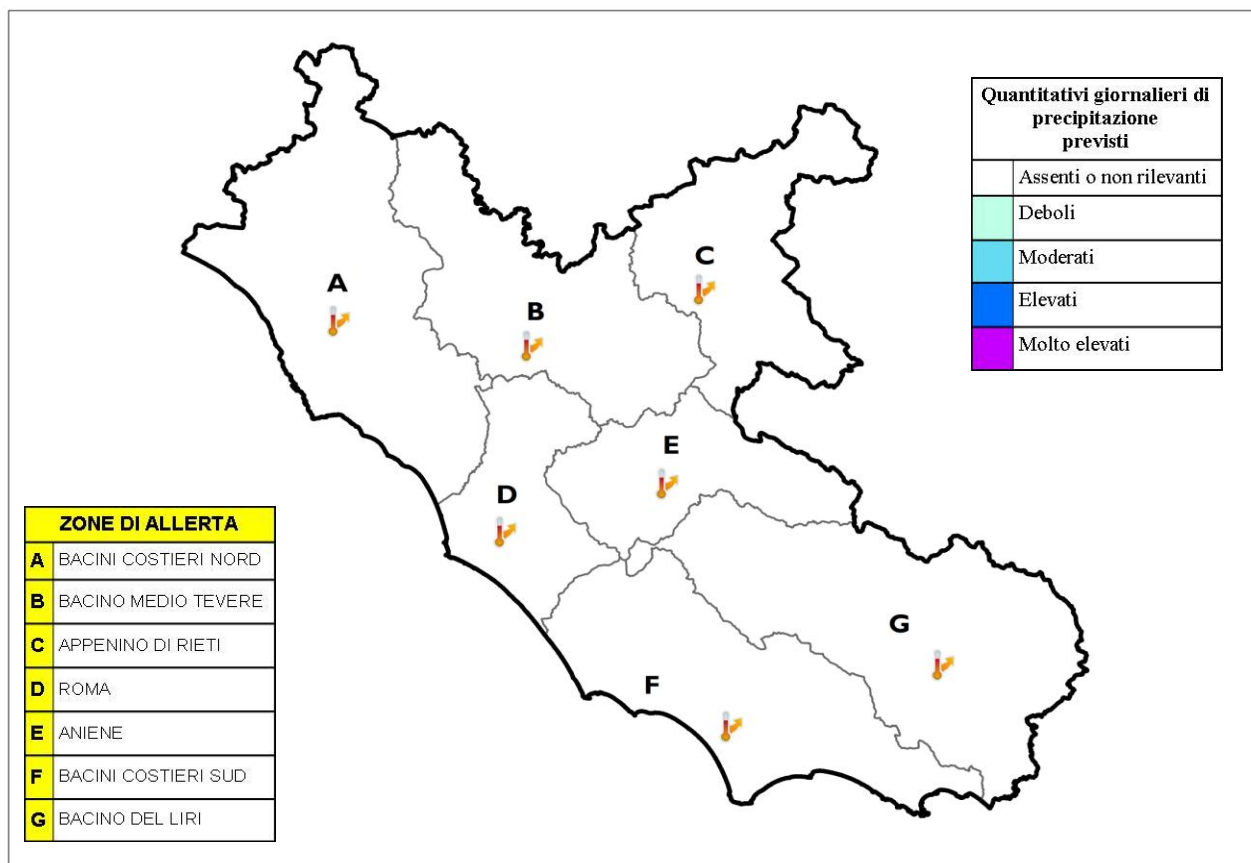 Quantitativi giornalieri di
precipitazione
previsti
Assenti o non rilevanti
Deboli
Moderati
Elevati
Molto elevati
A
B
C
D
E
F
G
ZONE DI ALLERTA
A BACINI COSTIERI NORD
B BACINO MEDIO TEVERE
C APPENINO DI RIETI
D ROMA
E ANIENE
F BACINI COSTIERI SUD
G BACINO DEL LIRI